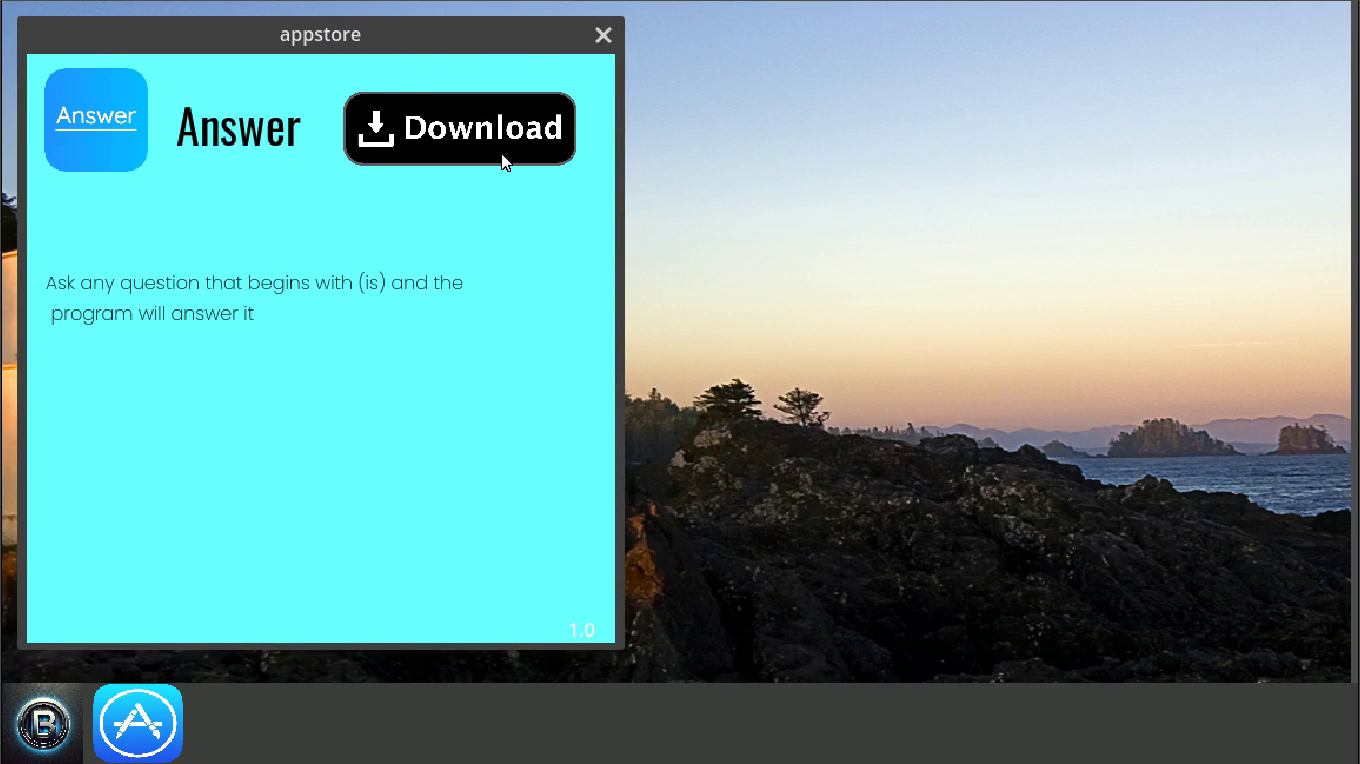 appstore
Answer
Answer
Download
Ask any question that begins with (is) and the
program will answer it
1.0
B